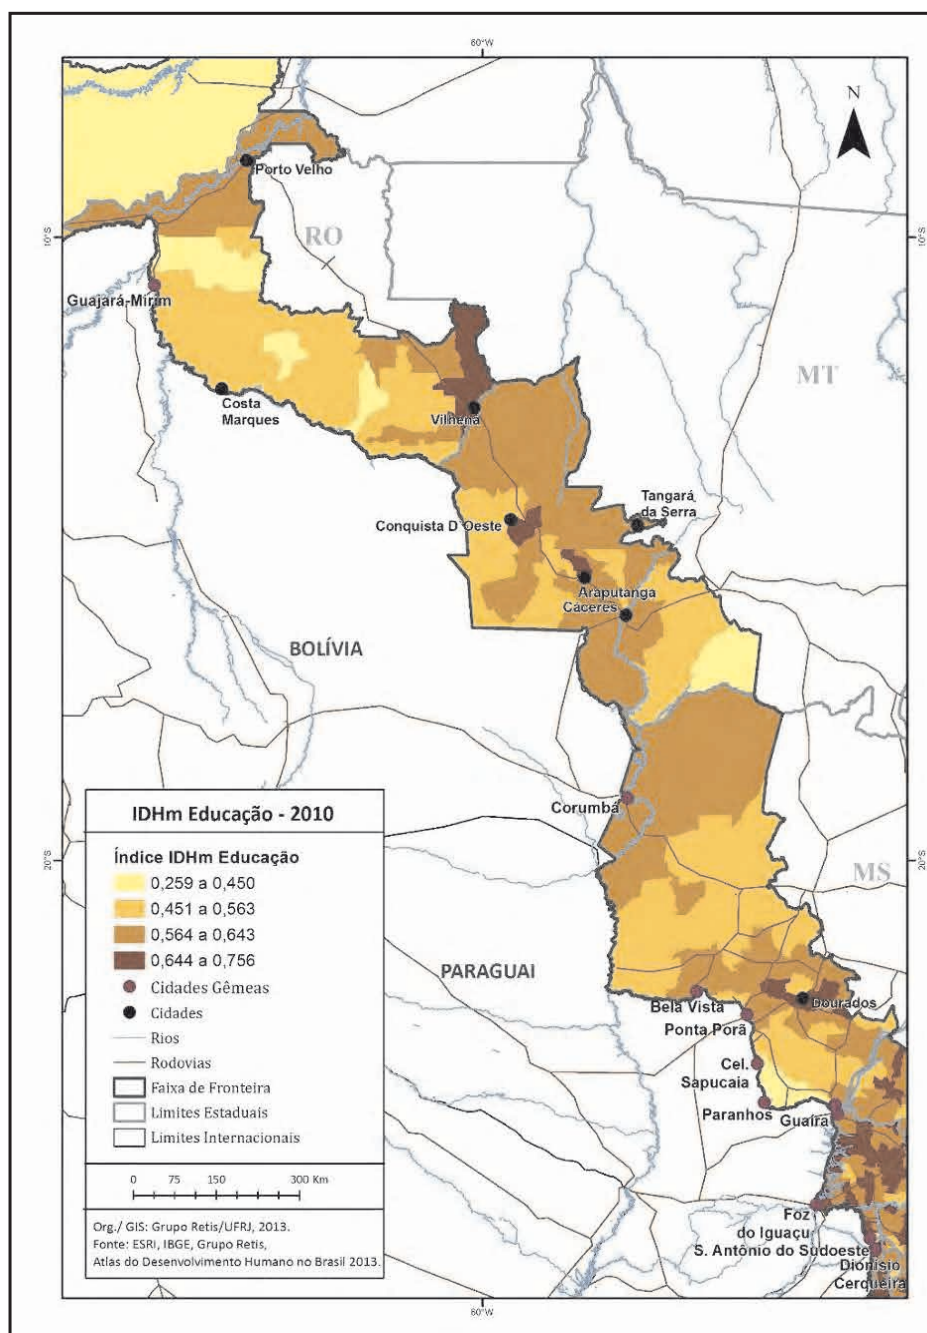 60°W
N
Porto Velho
RO
10°S
10°S
Guajará-Mirim
MT
Costa
Marques
Vilhena
Tangará
da Serra
Conquista D´Oeste
Araputanga
Cáceres
BOLÍVIA
Corumbá
IDHm Educação - 2010
Índice IDHm Educação
0,259 a 0,450
0,451 a 0,563
0,564 a 0,643
0,644 a 0,756
Cidades Gêmeas
Cidades
Rios
Rodovias
Faixa de Fronteira
Limites Estaduais
Limites Internacionais
0 75 150 300 Km
Org./ GIS: Grupo Retis/UFRJ, 2013.
Fonte: ESRI, IBGE, Grupo Retis,
Atlas do Desenvolvimento Humano no Brasil 2013.
20°S
20°S
MS
PARAGUAI
Bela Vista
Dourados
Ponta Porã
Cel.
Sapucaia
Paranhos
Guaíra
Foz
do Iguaçu
S. Antônio do Sudoeste
Dionísio
Cerqueira
60°W